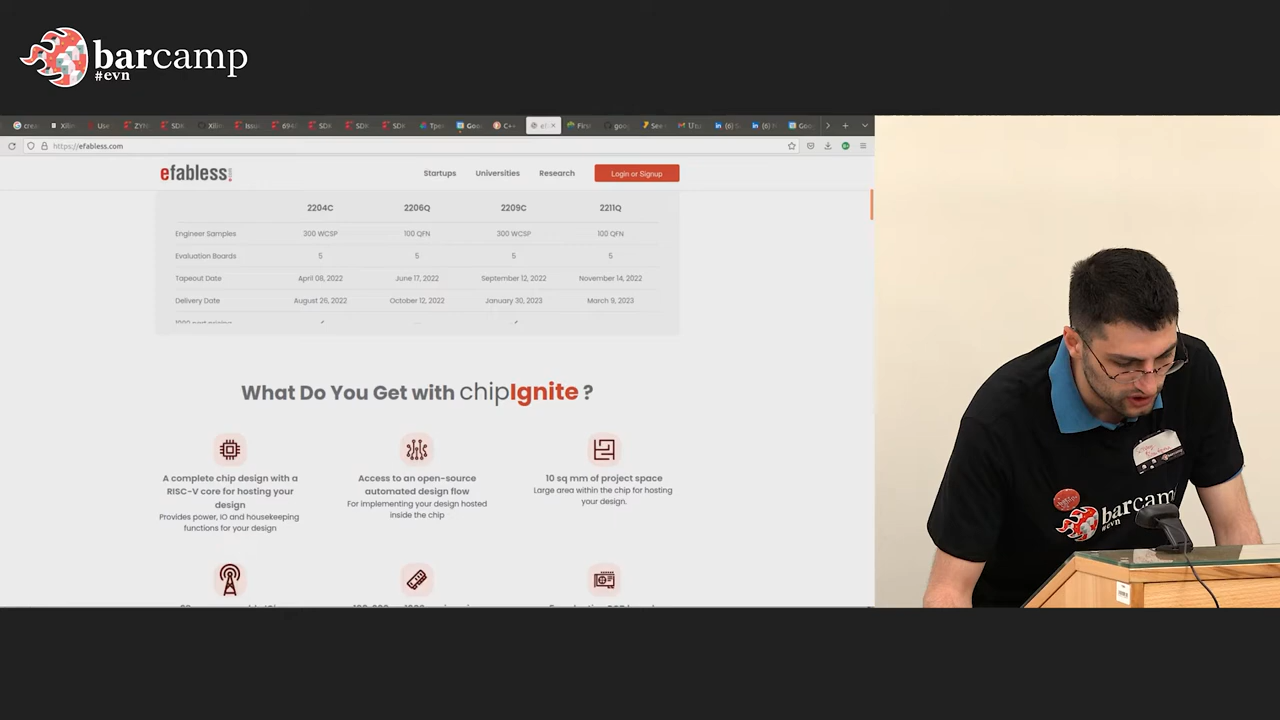 barcamp
#evn
https://efabless.com
efabless
Startups
Universities
Research
Login or Signup
2204C 2206Q 2209C 2211Q
Engineer Samples 300 WCSP 100 QFN 300 WCSP 100 QFN
Evaluation Boards 5 5 5 5
Tapeout Date April 08, 2022 June 17, 2022 September 12, 2022 November 14, 2022
Delivery Date August 26, 2022 October 12, 2022 January 30, 2023 March 9, 2023
What Do You Get with chipIgnite ?
A complete chip design with a
RISC-V core for hosting your
design
Provides power, IO and housekeeping
functions for your design
Access to an open-source
automated design flow
For implementing your design hosted
inside the chip
10 sq mm of project space
Large area within the chip for hosting
your design.
barcamp
#evn